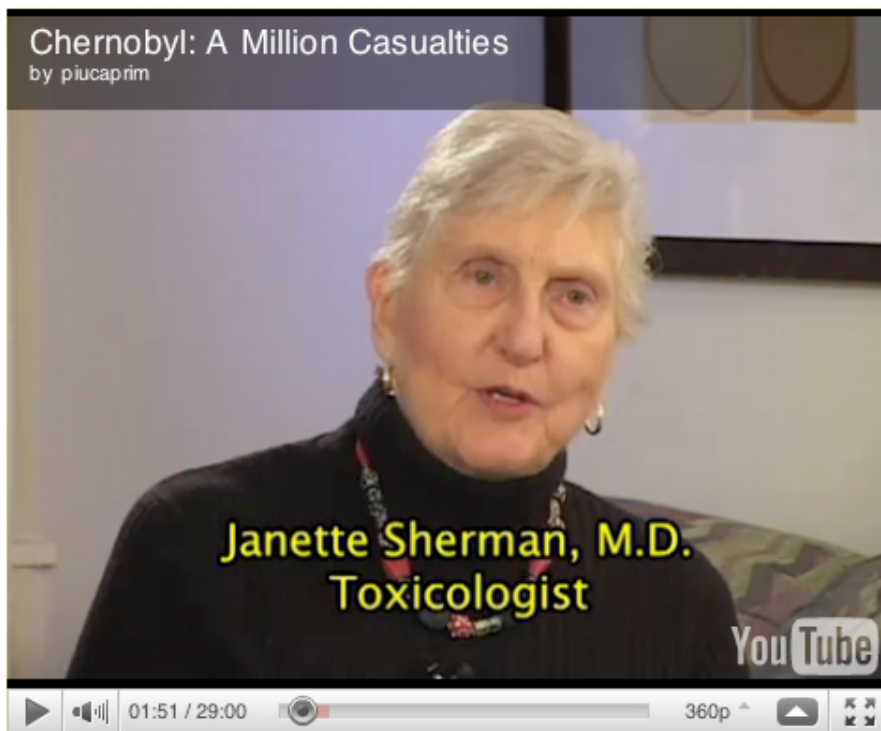 Chernobyl: A Million Casualties
by piucaprim
Janette Sherman, M.D.
Toxicologist
YouTube
01:51 / 29:00
360p